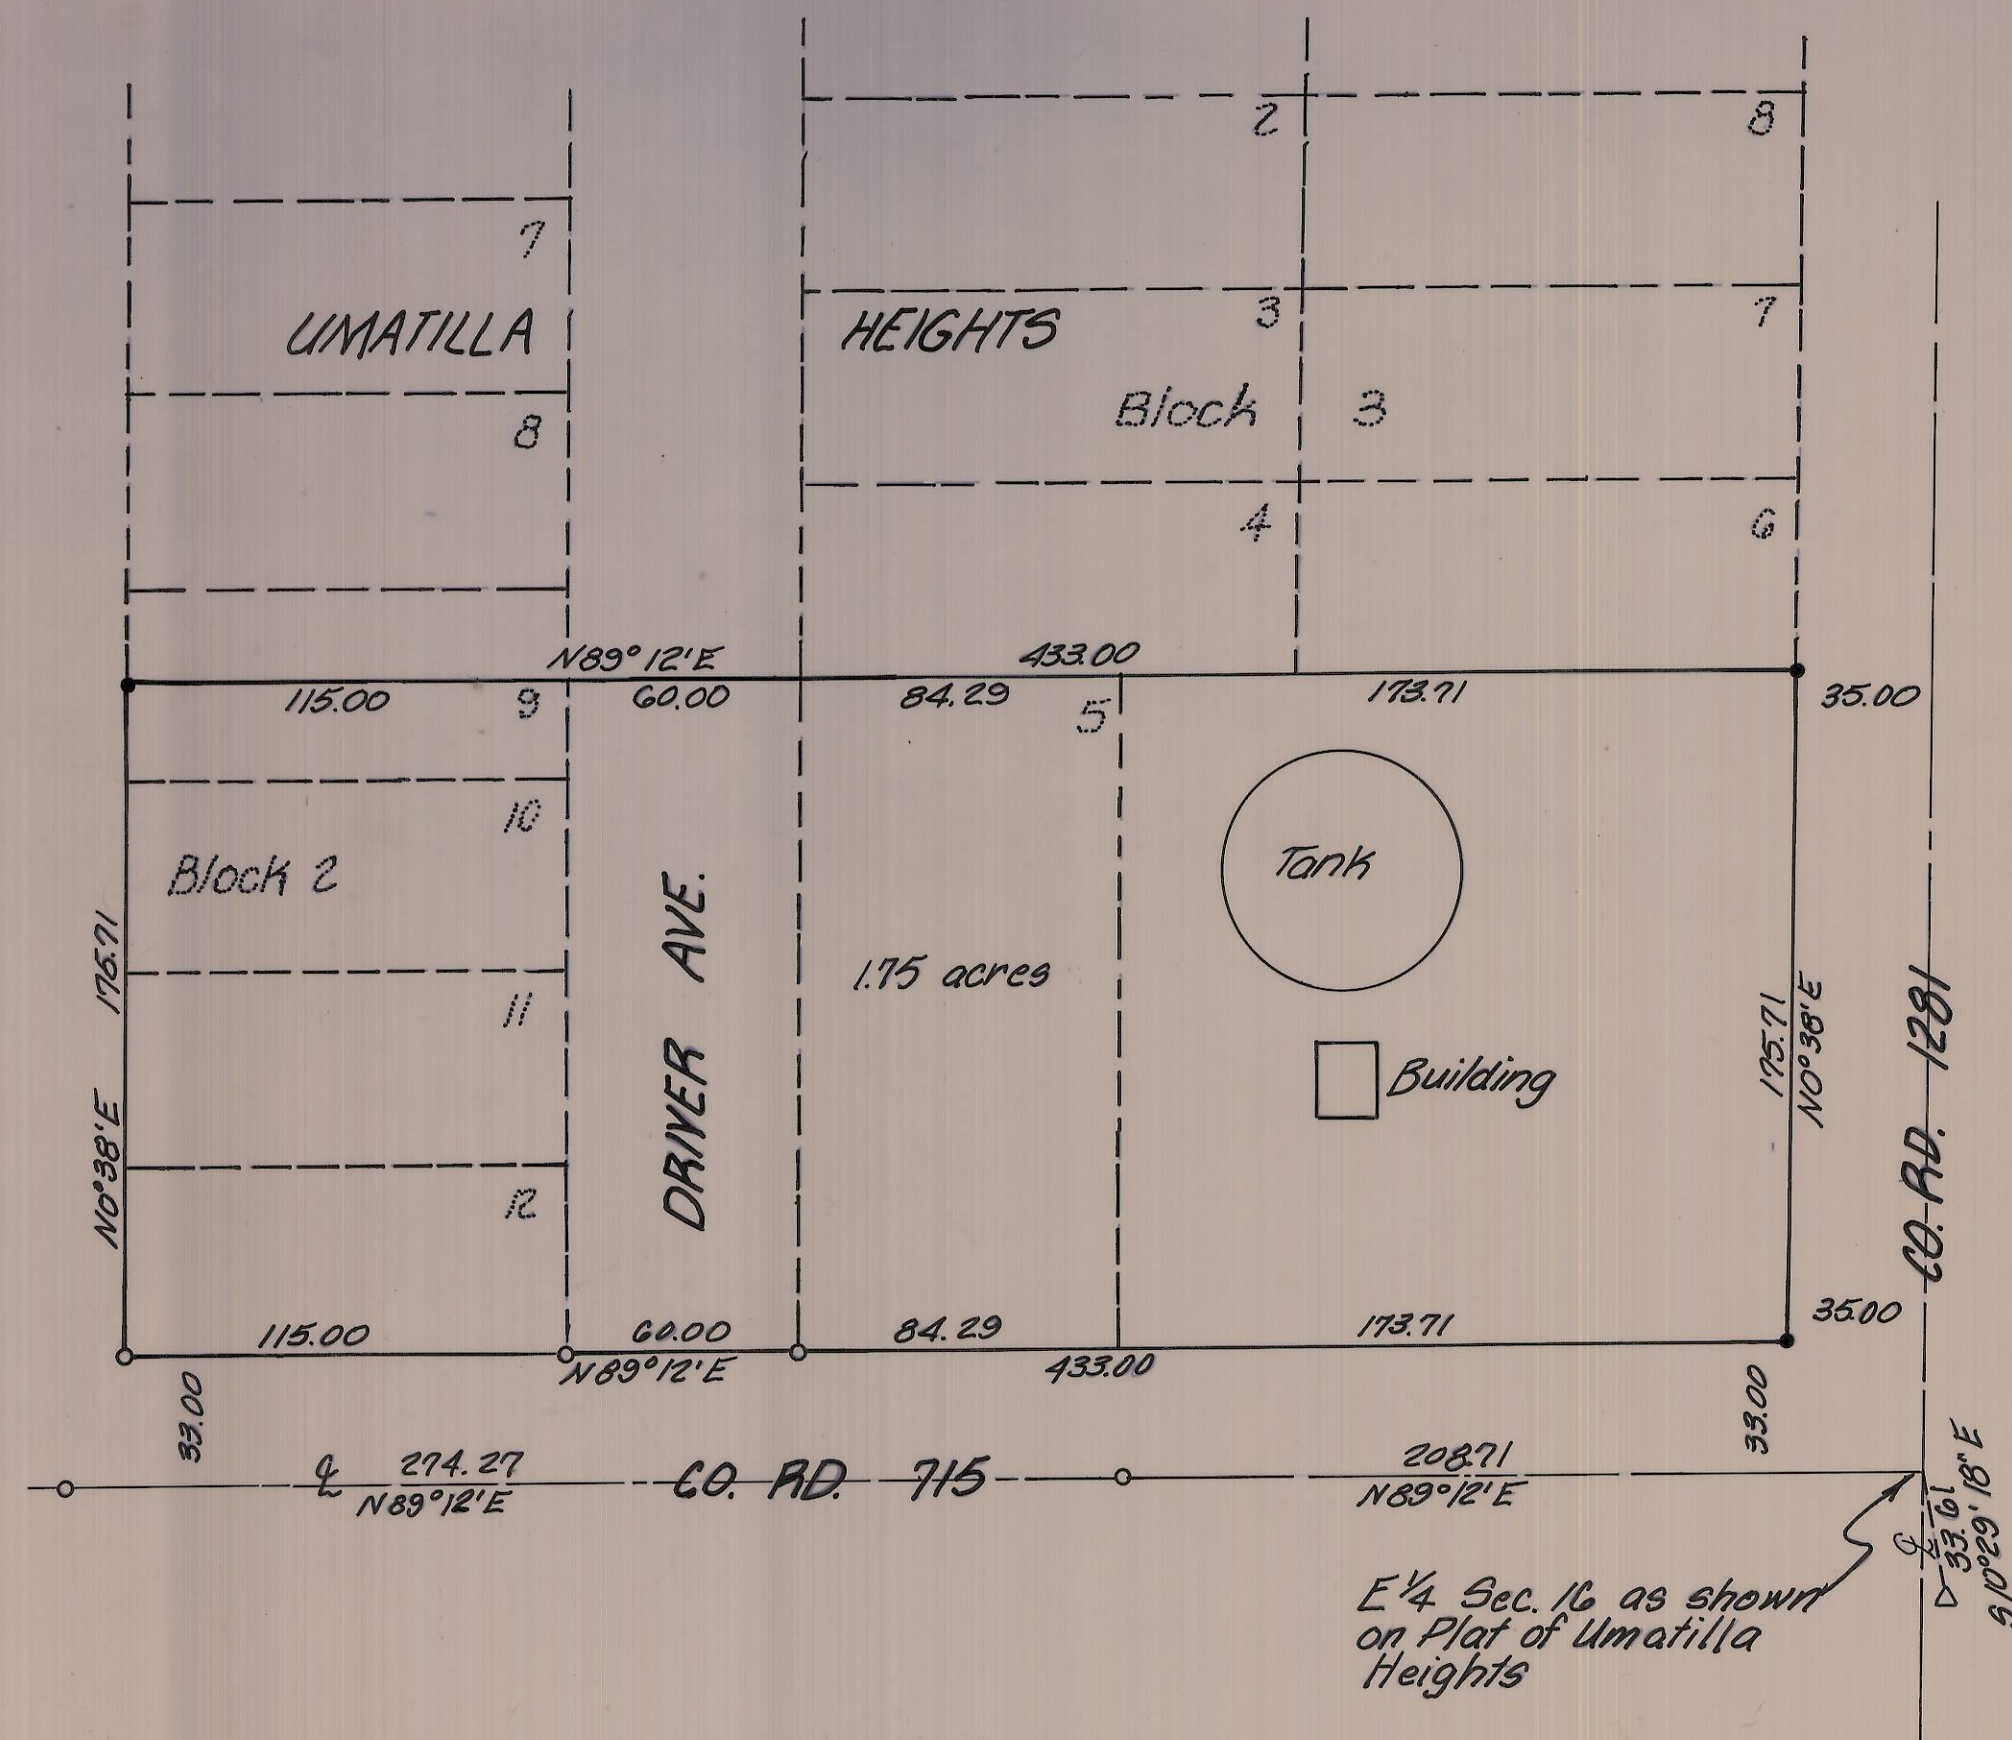 2
8
7
UMATILLA
HEIGHTS
3
7
Block 3
8
4
6
N89°12'E
433.00
115.00
9
60.00
84.29
5
173.71
35.00
10
Tank
Block 2
DRIVER AVE.
1.75 acres
N0°38'E 175.71
11
Building
175.71
N0°38'E
CO. RD. 1281
12
115.00
60.00
84.29
173.71
35.00
N89°12'E
433.00
33.00
33.00
℄ 274.27
N89°12'E
CO. RD. 715
208.71
N89°12'E
℄
33.61
S10°29'18"E
E 1/4 Sec. 16 as shown
on Plat of Umatilla
Heights